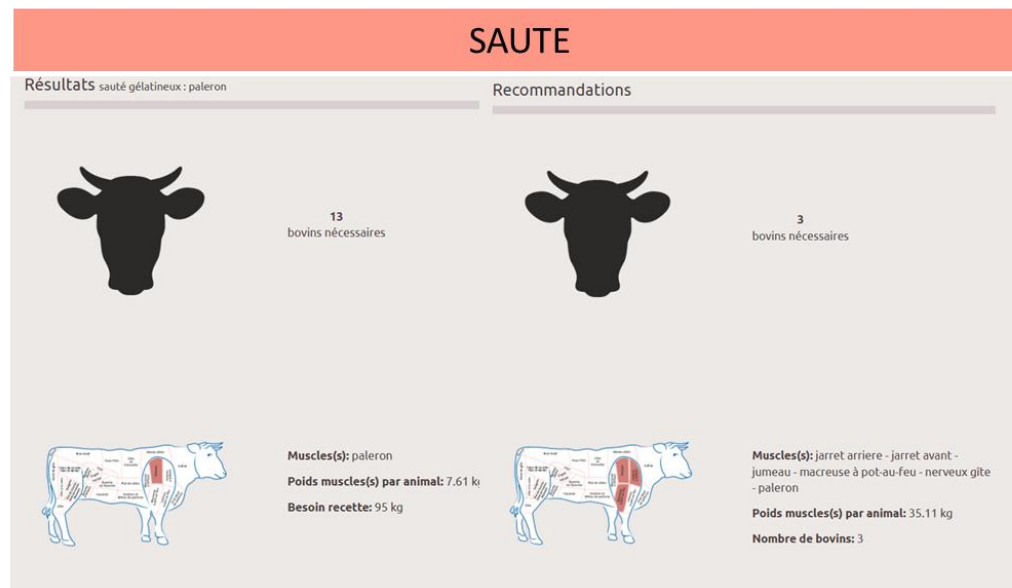 SAUTE
Résultats sauté gélatineux : paleron
13
bovins nécessaires
Muscles(s): paleron
Poids muscles(s) par animal: 7.61 kg
Besoin recette: 95 kg
Recommandations
3
bovins nécessaires
Muscles(s): jarret arriere - jarret avant -
jumeau - macreuse à pot-au-feu - nerveux gîte
- paleron
Poids muscles(s) par animal: 35.11 kg
Nombre de bovins: 3